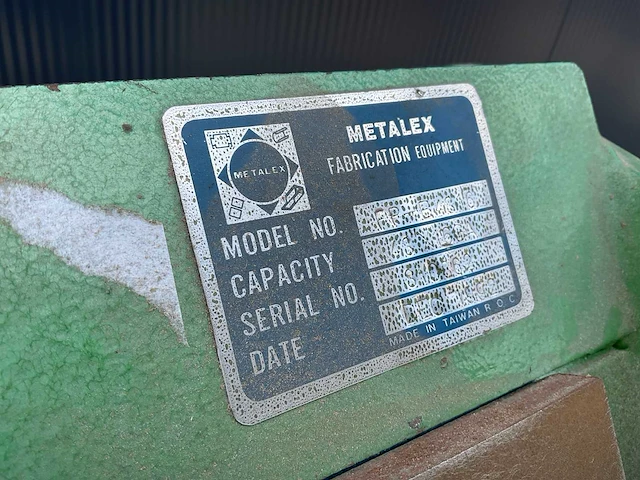 METALEX
METALEX
FABRICATION EQUIPMENT
MODEL NO.
CAPACITY
SERIAL NO.
DATE
MADE IN TAIWAN R O C